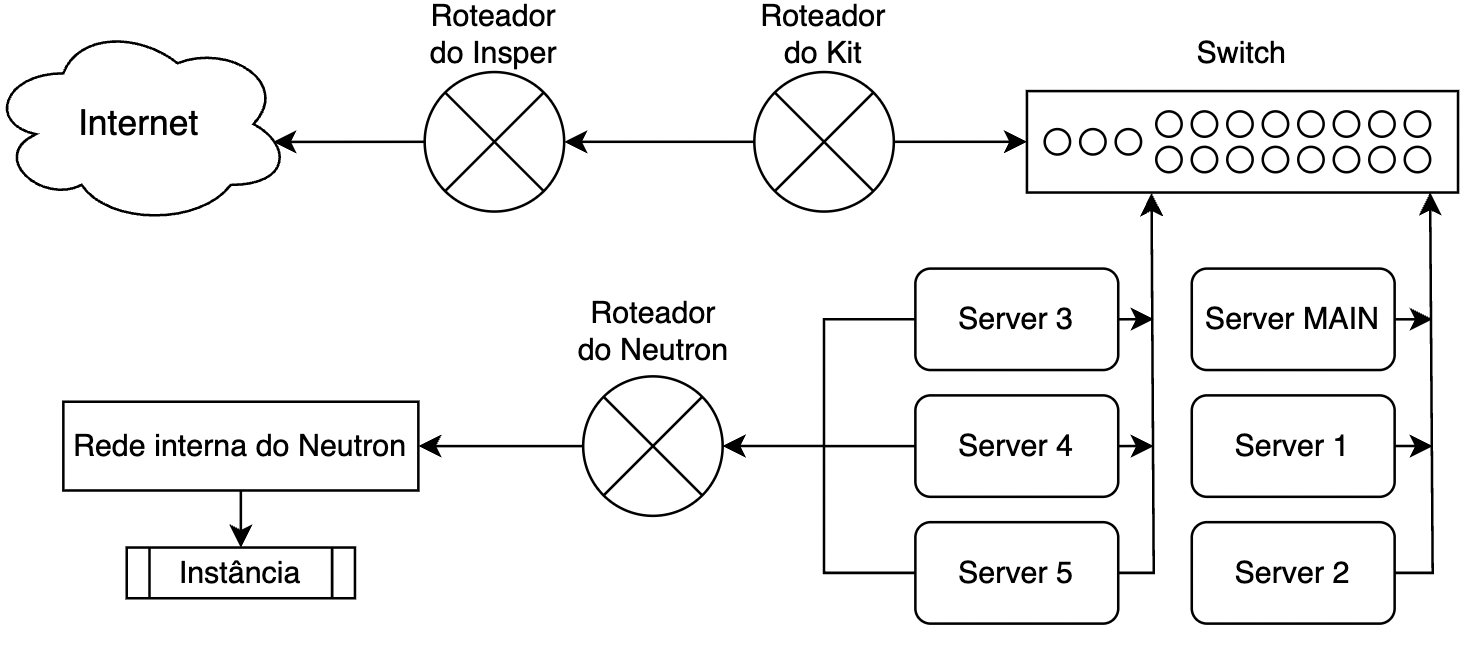 Roteador
do Insper
Roteador
do Kit
Switch
Internet
Roteador
do Neutron
Server 3
Server MAIN
Rede interna do Neutron
Server 4
Server 1
Instância
Server 5
Server 2